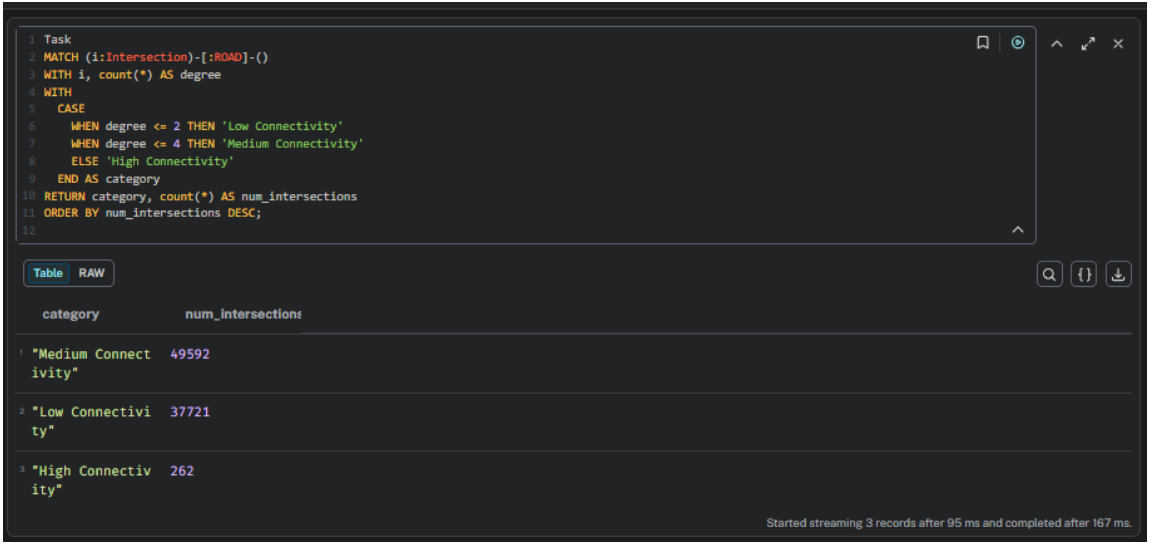 1 Task
2 MATCH (i:Intersection)-[:ROAD]-()
3 WITH i, count(*) AS degree
4 WITH
5   CASE
6     WHEN degree <= 2 THEN 'Low Connectivity'
7     WHEN degree <= 4 THEN 'Medium Connectivity'
8     ELSE 'High Connectivity'
9   END AS category
10 RETURN category, count(*) AS num_intersections
11 ORDER BY num_intersections DESC;
12
Table RAW
category num_intersections
1 "Medium Connect 49592
ivity"
2 "Low Connectivi 37721
ty"
3 "High Connectiv 262
ity"
Started streaming 3 records after 95 ms and completed after 167 ms.